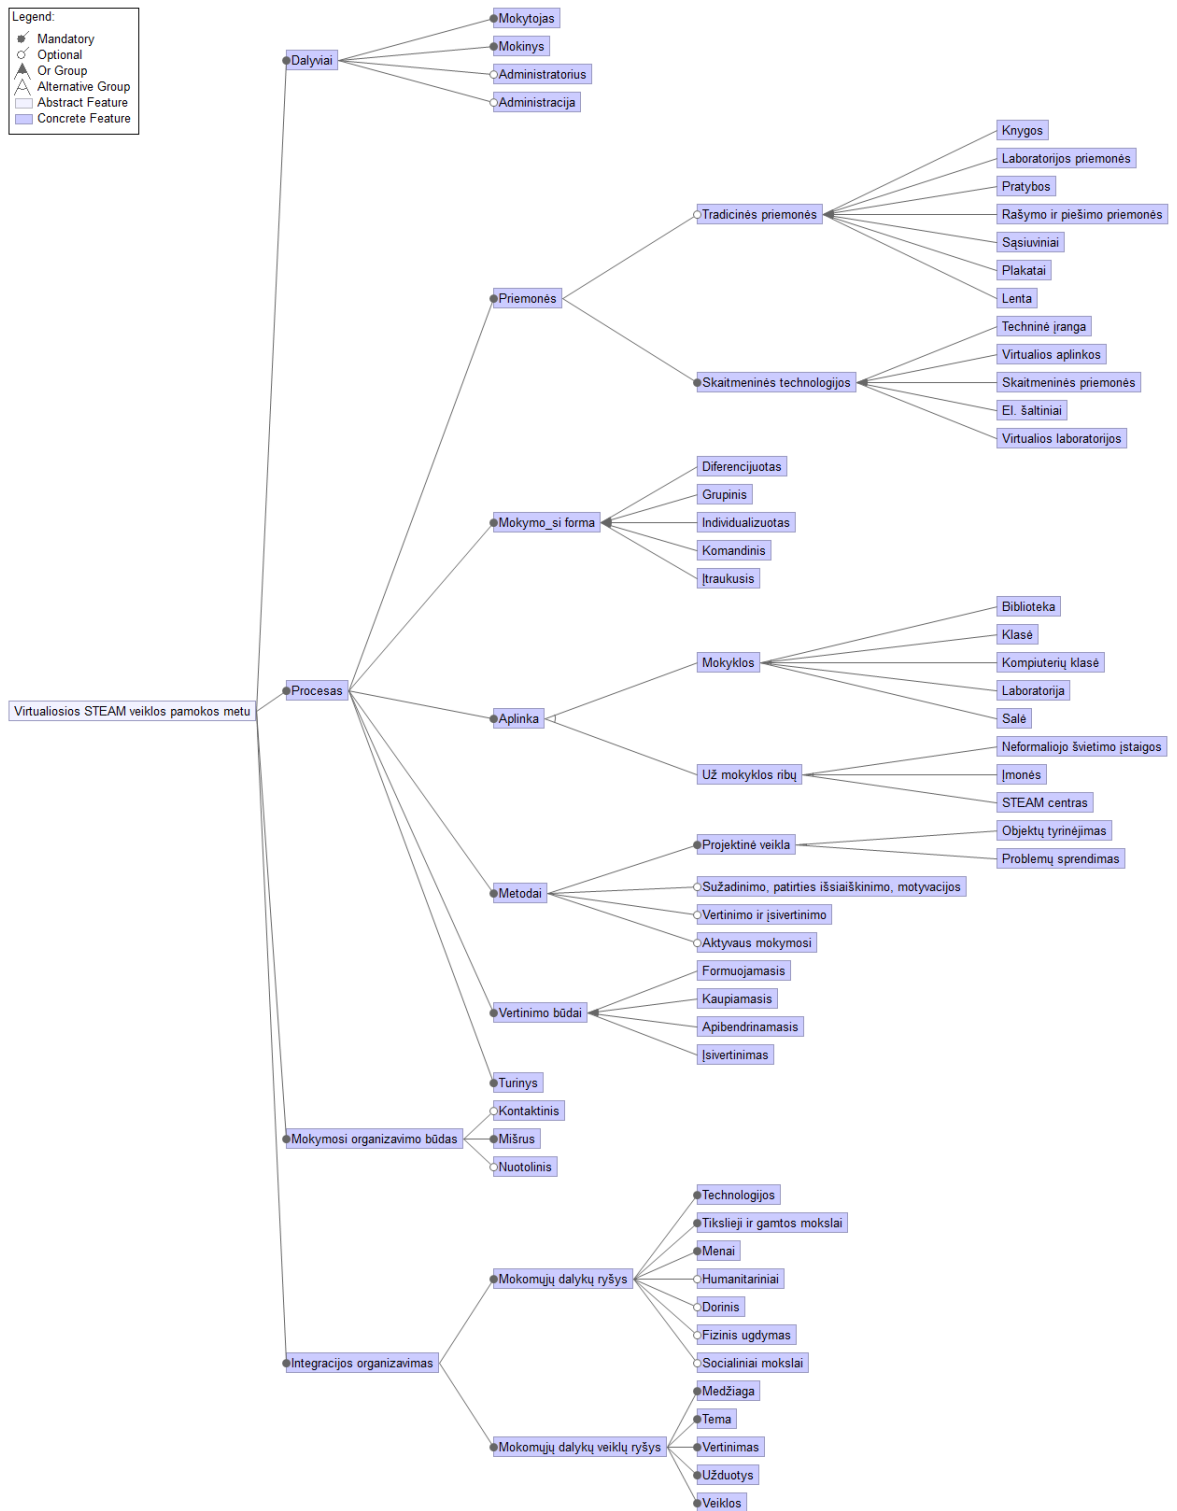 Legend:
Mandatory
Optional
Or Group
Alternative Group
Abstract Feature
Concrete Feature
Virtualiosios STEAM veiklos pamokos metu
Dalyviai
Mokytojas
Mokinys
Administratorius
Administracija
Procesas
Priemonės
Tradicinės priemonės
Knygos
Laboratorijos priemonės
Pratybos
Rašymo ir piešimo priemonės
Sąsiuviniai
Plakatai
Lenta
Skaitmeninės technologijos
Techninė įranga
Virtualios aplinkos
Skaitmeninės priemonės
El. šaltiniai
Virtualios laboratorijos
Mokymo_si forma
Diferencijuotas
Grupinis
Individualizuotas
Komandinis
Įtraukusis
Aplinka
Mokyklos
Biblioteka
Klasė
Kompiuterių klasė
Laboratorija
Salė
Už mokyklos ribų
Neformaliojo švietimo įstaigos
Įmonės
STEAM centras
Metodai
Projektinė veikla
Objektų tyrinėjimas
Problemų sprendimas
Sužadinimo, patirties išsiaiškinimo, motyvacijos
Vertinimo ir įsivertinimo
Aktyvaus mokymosi
Vertinimo būdai
Formuojamasis
Kaupiamasis
Apibendrinamasis
Įsivertinimas
Turinys
Mokymosi organizavimo būdas
Kontaktinis
Mišrus
Nuotolinis
Integracijos organizavimas
Mokomųjų dalykų ryšys
Technologijos
Tikslieji ir gamtos mokslai
Menai
Humanitariniai
Dorinis
Fizinis ugdymas
Socialiniai mokslai
Mokomųjų dalykų veiklų ryšys
Medžiaga
Tema
Vertinimas
Užduotys
Veiklos